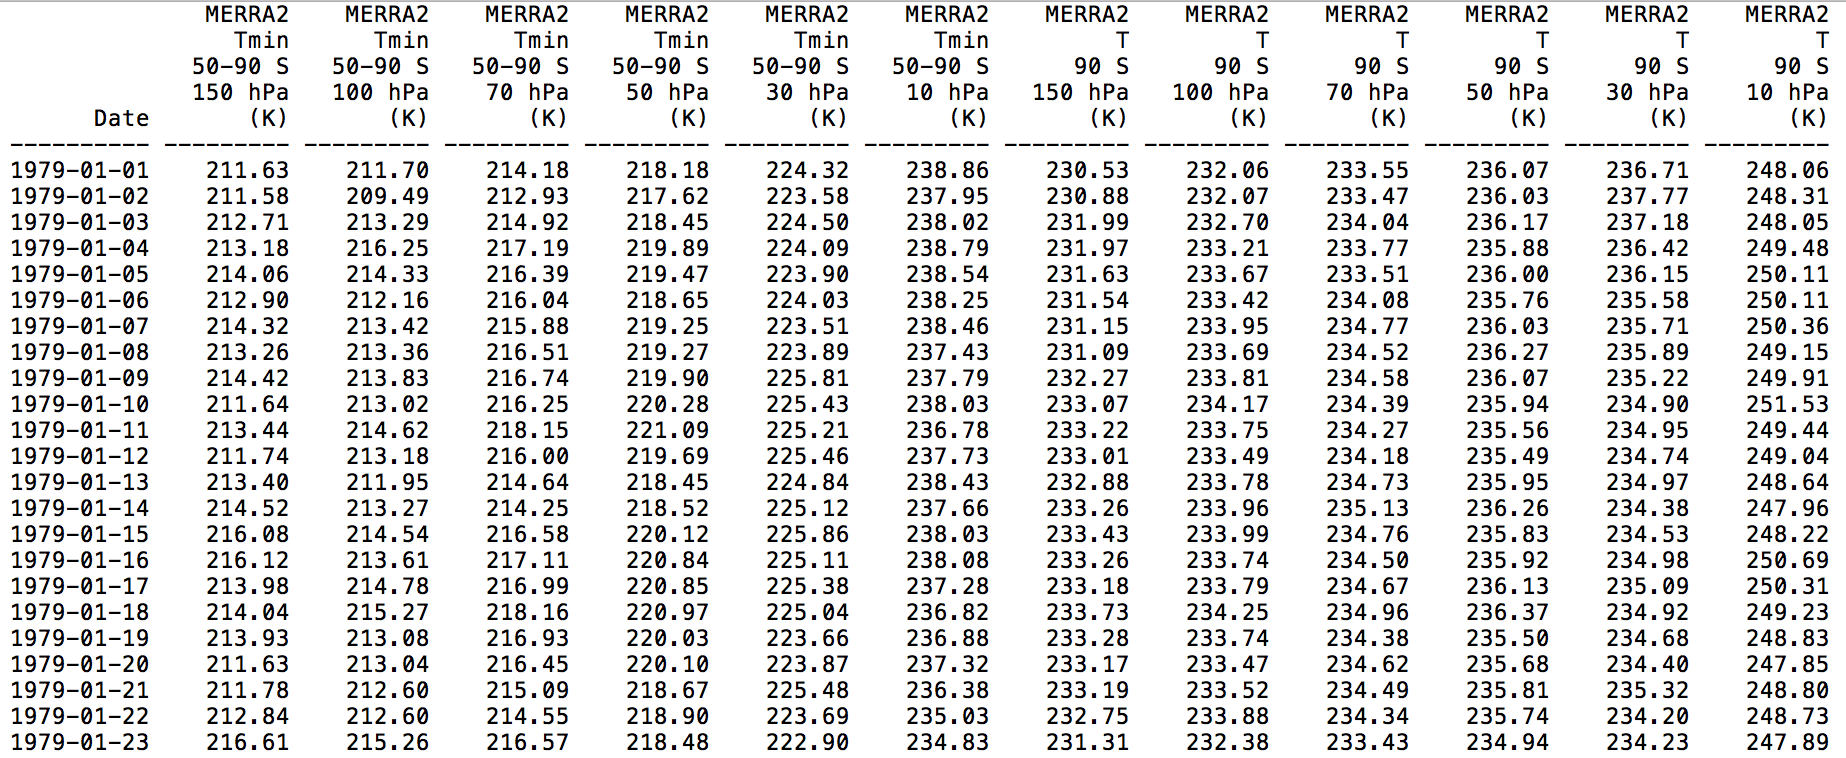 MERRA2 MERRA2 MERRA2 MERRA2 MERRA2 MERRA2 MERRA2 MERRA2 MERRA2 MERRA2 MERRA2 MERRA2
Tmin Tmin Tmin Tmin Tmin Tmin T T T T T T
50-90 S 50-90 S 50-90 S 50-90 S 50-90 S 50-90 S 90 S 90 S 90 S 90 S 90 S 90 S
150 hPa 100 hPa 70 hPa 50 hPa 30 hPa 10 hPa 150 hPa 100 hPa 70 hPa 50 hPa 30 hPa 10 hPa
Date (K) (K) (K) (K) (K) (K) (K) (K) (K) (K) (K) (K)
---------- --------- --------- --------- --------- --------- --------- --------- --------- --------- --------- --------- ---------
1979-01-01 211.63 211.70 214.18 218.18 224.32 238.86 230.53 232.06 233.55 236.07 236.71 248.06
1979-01-02 211.58 209.49 212.93 217.62 223.58 237.95 230.88 232.07 233.47 236.03 237.77 248.31
1979-01-03 212.71 213.29 214.92 218.45 224.50 238.02 231.99 232.70 234.04 236.17 237.18 248.05
1979-01-04 213.18 216.25 217.19 219.89 224.09 238.79 231.97 233.21 233.77 235.88 236.42 249.48
1979-01-05 214.06 214.33 216.39 219.47 223.90 238.54 231.63 233.67 233.51 236.00 236.15 250.11
1979-01-06 212.90 212.16 216.04 218.65 224.03 238.25 231.54 233.42 234.08 235.76 235.58 250.11
1979-01-07 214.32 213.42 215.88 219.25 223.51 238.46 231.15 233.95 234.77 236.03 235.71 250.36
1979-01-08 213.26 213.36 216.51 219.27 223.89 237.43 231.09 233.69 234.52 236.27 235.89 249.15
1979-01-09 214.42 213.83 216.74 219.90 225.81 237.79 232.27 233.81 234.58 236.07 235.22 249.91
1979-01-10 211.64 213.02 216.25 220.28 225.43 238.03 233.07 234.17 234.39 235.94 234.90 251.53
1979-01-11 213.44 214.62 218.15 221.09 225.21 236.78 233.22 233.75 234.27 235.56 234.95 249.44
1979-01-12 211.74 213.18 216.00 219.69 225.46 237.73 233.01 233.49 234.18 235.49 234.74 249.04
1979-01-13 213.40 211.95 214.64 218.45 224.84 238.43 232.88 233.78 234.73 235.95 234.97 248.64
1979-01-14 214.52 213.27 214.25 218.52 225.12 237.66 233.26 233.96 235.13 236.26 234.38 247.96
1979-01-15 216.08 214.54 216.58 220.12 225.86 238.03 233.43 233.99 234.76 235.83 234.53 248.22
1979-01-16 216.12 213.61 217.11 220.84 225.11 238.08 233.26 233.74 234.50 235.92 234.98 250.69
1979-01-17 213.98 214.78 216.99 220.85 225.38 237.28 233.18 233.79 234.67 236.13 235.09 250.31
1979-01-18 214.04 215.27 218.16 220.97 225.04 236.82 233.73 234.25 234.96 236.37 234.92 249.23
1979-01-19 213.93 213.08 216.93 220.03 223.66 236.88 233.28 233.74 234.38 235.50 234.68 248.83
1979-01-20 211.63 213.04 216.45 220.10 223.87 237.32 233.17 233.47 234.62 235.68 234.40 247.85
1979-01-21 211.78 212.60 215.09 218.67 225.48 236.38 233.19 233.52 234.49 235.81 235.32 248.80
1979-01-22 212.84 212.60 214.55 218.90 223.69 235.03 232.75 233.88 234.34 235.74 234.20 248.73
1979-01-23 216.61 215.26 216.57 218.48 222.90 234.83 231.31 232.38 233.43 234.94 234.23 247.89